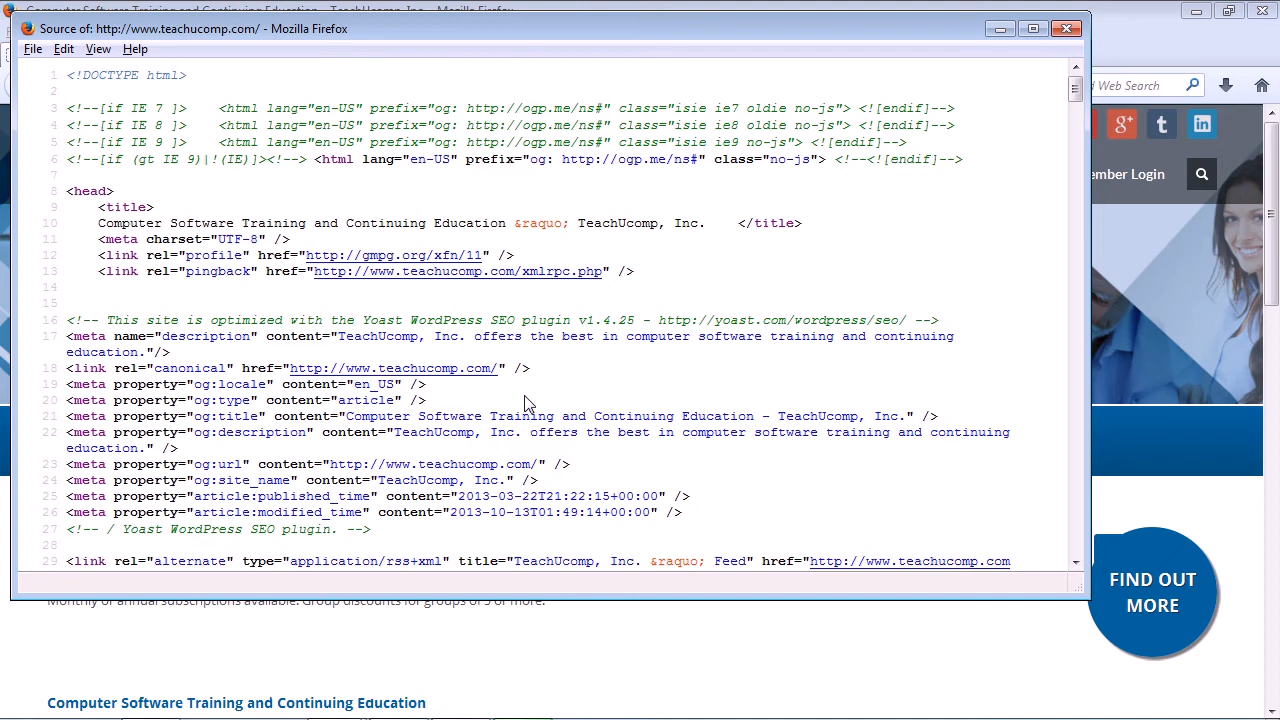 Source of: http://www.teachucomp.com/ - Mozilla Firefox
File Edit View Help
1 <!DOCTYPE html>
2
3 <!--[if IE 7 ]>    <html lang="en-US" prefix="og: http://ogp.me/ns#" class="isie ie7 oldie no-js"> <![endif]-->
4 <!--[if IE 8 ]>    <html lang="en-US" prefix="og: http://ogp.me/ns#" class="isie ie8 oldie no-js"> <![endif]-->
5 <!--[if IE 9 ]>    <html lang="en-US" prefix="og: http://ogp.me/ns#" class="isie ie9 no-js"> <![endif]-->
6 <!--[if (gt IE 9)|!(IE)]><!--> <html lang="en-US" prefix="og: http://ogp.me/ns#" class="no-js"> <!--<![endif]-->
7
8 <head>
9     <title>
10     Computer Software Training and Continuing Education &raquo; TeachUcomp, Inc.    </title>
11     <meta charset="UTF-8" />
12     <link rel="profile" href="http://gmpg.org/xfn/11" />
13     <link rel="pingback" href="http://www.teachucomp.com/xmlrpc.php" />
14
15
16 <!-- This site is optimized with the Yoast WordPress SEO plugin v1.4.25 - http://yoast.com/wordpress/seo/ -->
17 <meta name="description" content="TeachUcomp, Inc. offers the best in computer software training and continuing
education."/>
18 <link rel="canonical" href="http://www.teachucomp.com/" />
19 <meta property="og:locale" content="en_US" />
20 <meta property="og:type" content="article" />
21 <meta property="og:title" content="Computer Software Training and Continuing Education - TeachUcomp, Inc." />
22 <meta property="og:description" content="TeachUcomp, Inc. offers the best in computer software training and continuing
education." />
23 <meta property="og:url" content="http://www.teachucomp.com/" />
24 <meta property="og:site_name" content="TeachUcomp, Inc." />
25 <meta property="article:published_time" content="2013-03-22T21:22:15+00:00" />
26 <meta property="article:modified_time" content="2013-10-13T01:49:14+00:00" />
27 <!-- / Yoast WordPress SEO plugin. -->
28
29 <link rel="alternate" type="application/rss+xml" title="TeachUcomp, Inc. &raquo; Feed" href="http://www.teachucomp.com
Web Search
g+ t in
Login
FIND OUT
MORE
Monthly or annual subscriptions available. Group discounts for groups of 5 or more.
Computer Software Training and Continuing Education